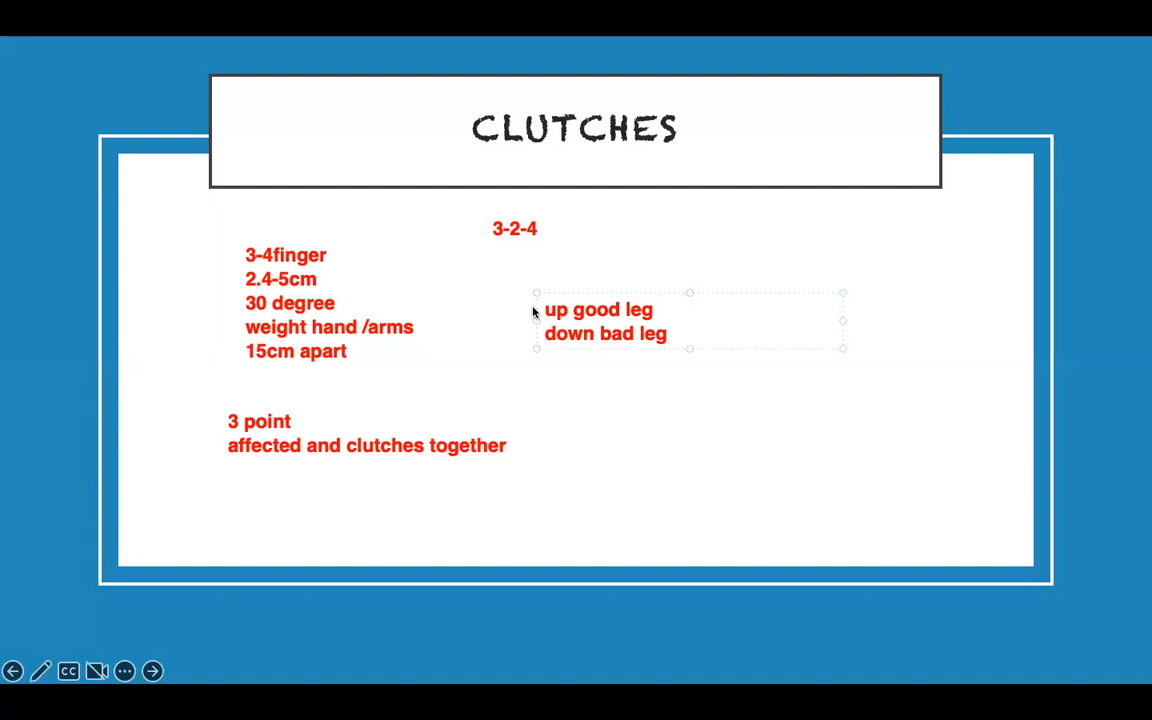 CLUTCHES
3-2-4
3-4finger
2.4-5cm
30 degree
weight hand /arms
15cm apart
up good leg
down bad leg
3 point
affected and clutches together
CC